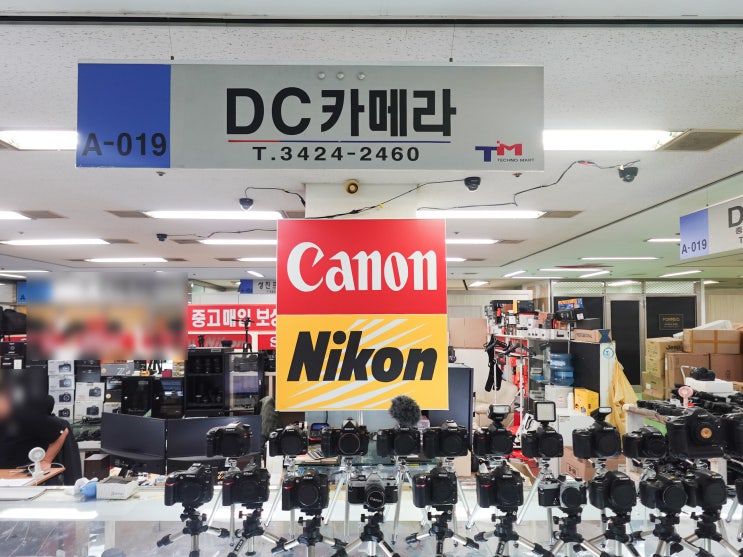 DC카메라
A-019
T.3424-2460
TM
TECHNO MART
A-019
Canon
중고매입 보상
Nikon